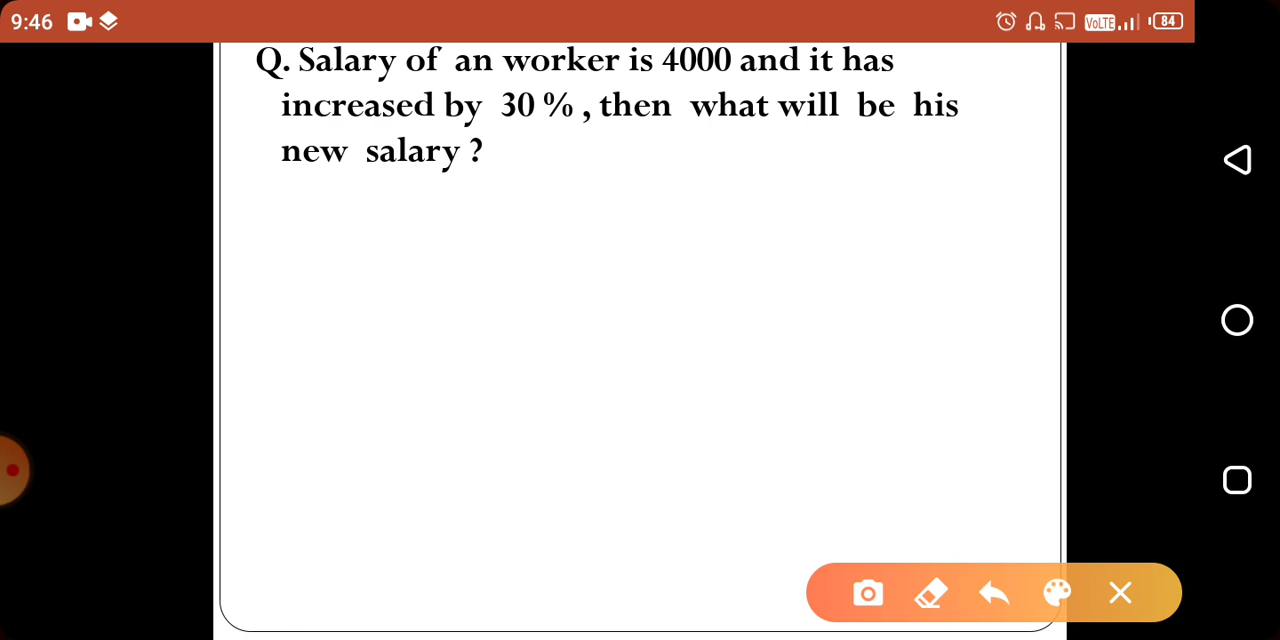 9:46 VoLTE 84
Q. Salary of an worker is 4000 and it has
increased by 30 % , then what will be his
new salary ?